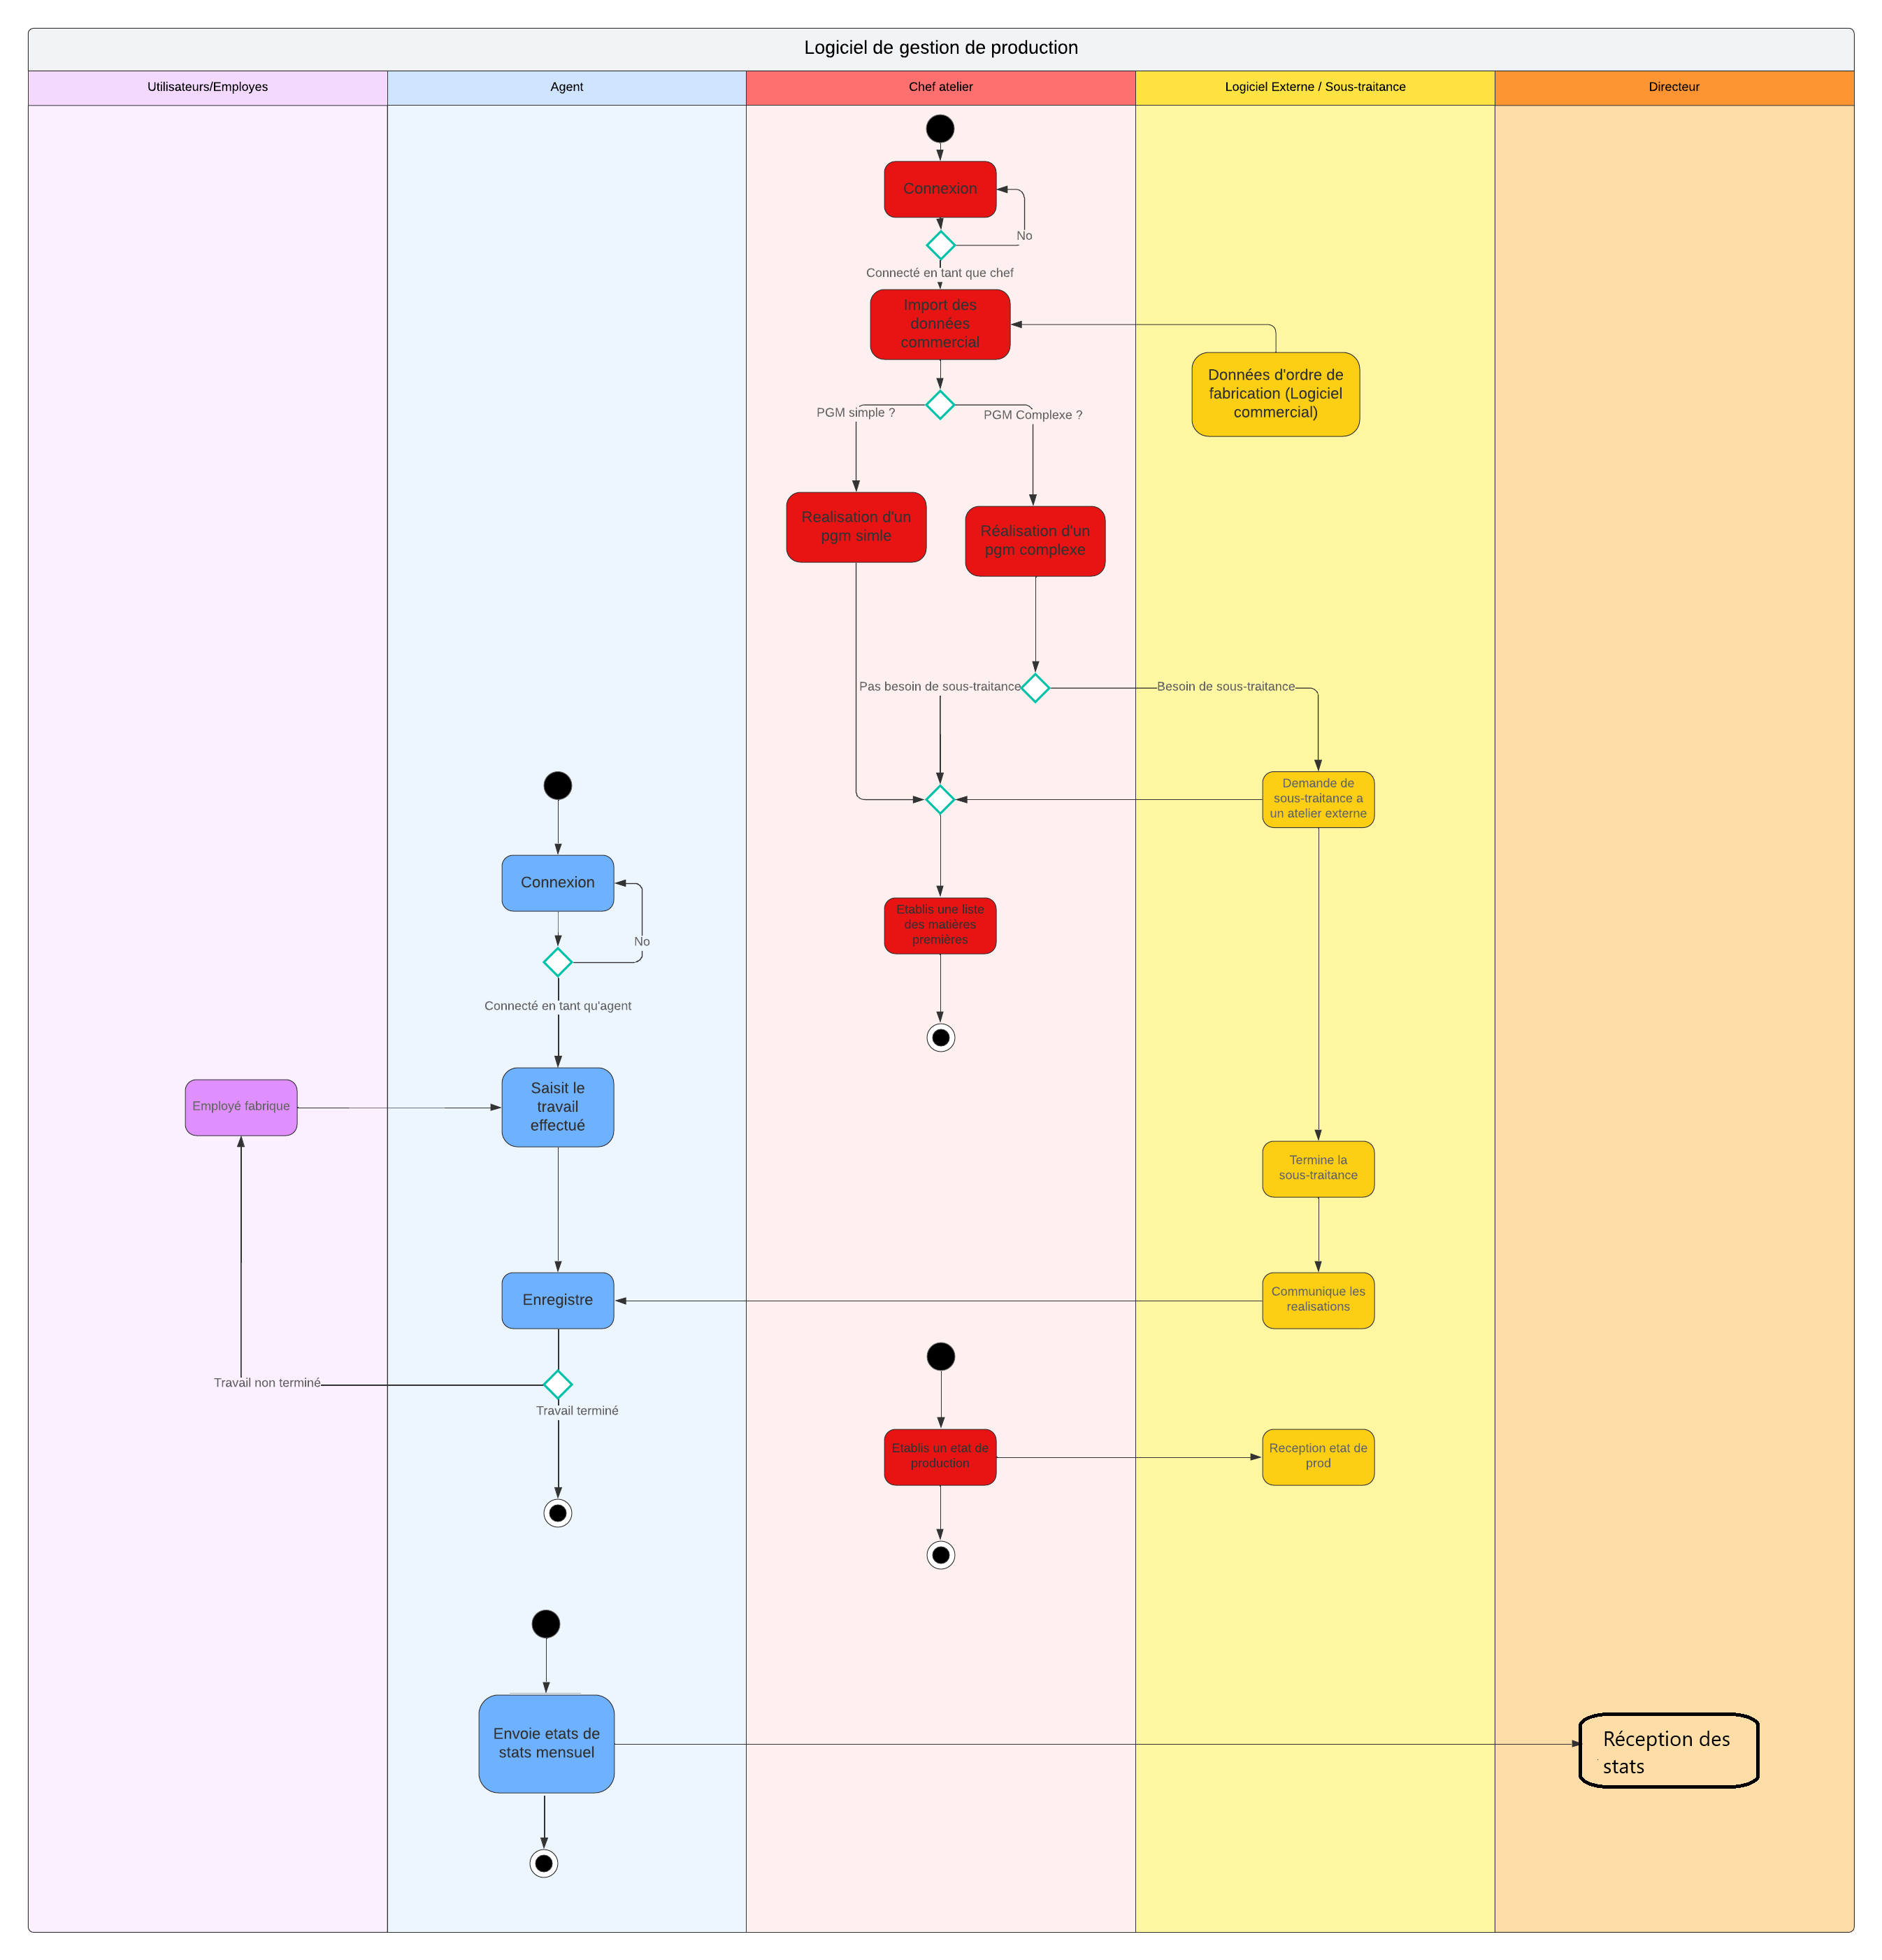 Logiciel de gestion de production
Utilisateurs/Employes
Agent
Chef atelier
Logiciel Externe / Sous-traitance
Directeur
Connexion
No
Connecté en tant que chef
Import des
données
commercial
Données d'ordre de
fabrication (Logiciel
commercial)
PGM simple ?
PGM Complexe ?
Realisation d'un
pgm simle
Réalisation d'un
pgm complexe
Pas besoin de sous-traitance
Besoin de sous-traitance
Demande de
sous-traitance a
un atelier externe
Connexion
No
Etablis une liste
des matières
premières
Connecté en tant qu'agent
Employé fabrique
Saisit le
travail
effectué
Termine la
sous-traitance
Enregistre
Communique les
realisations
Travail non terminé
Travail terminé
Etablis un etat de
production
Reception etat de
prod
Envoie etats de
stats mensuel
Réception des
stats